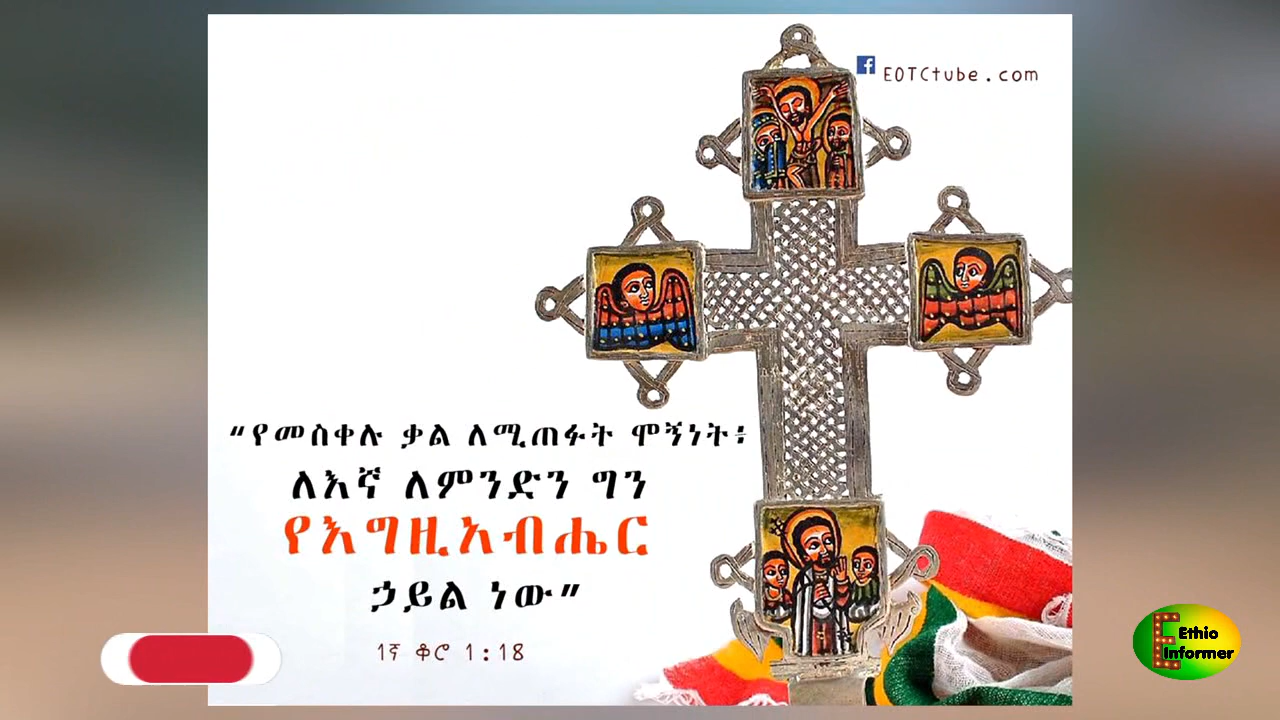 EOTCtube.com
“የመስቀሉ ቃል ለሚጠፉት ሞኝነት፥
ለእኛ ለምንድን ግን
የእግዚአብሔር
ኃይል ነው”
1ኛ ቆሮ 1:18
Ethio
Informer